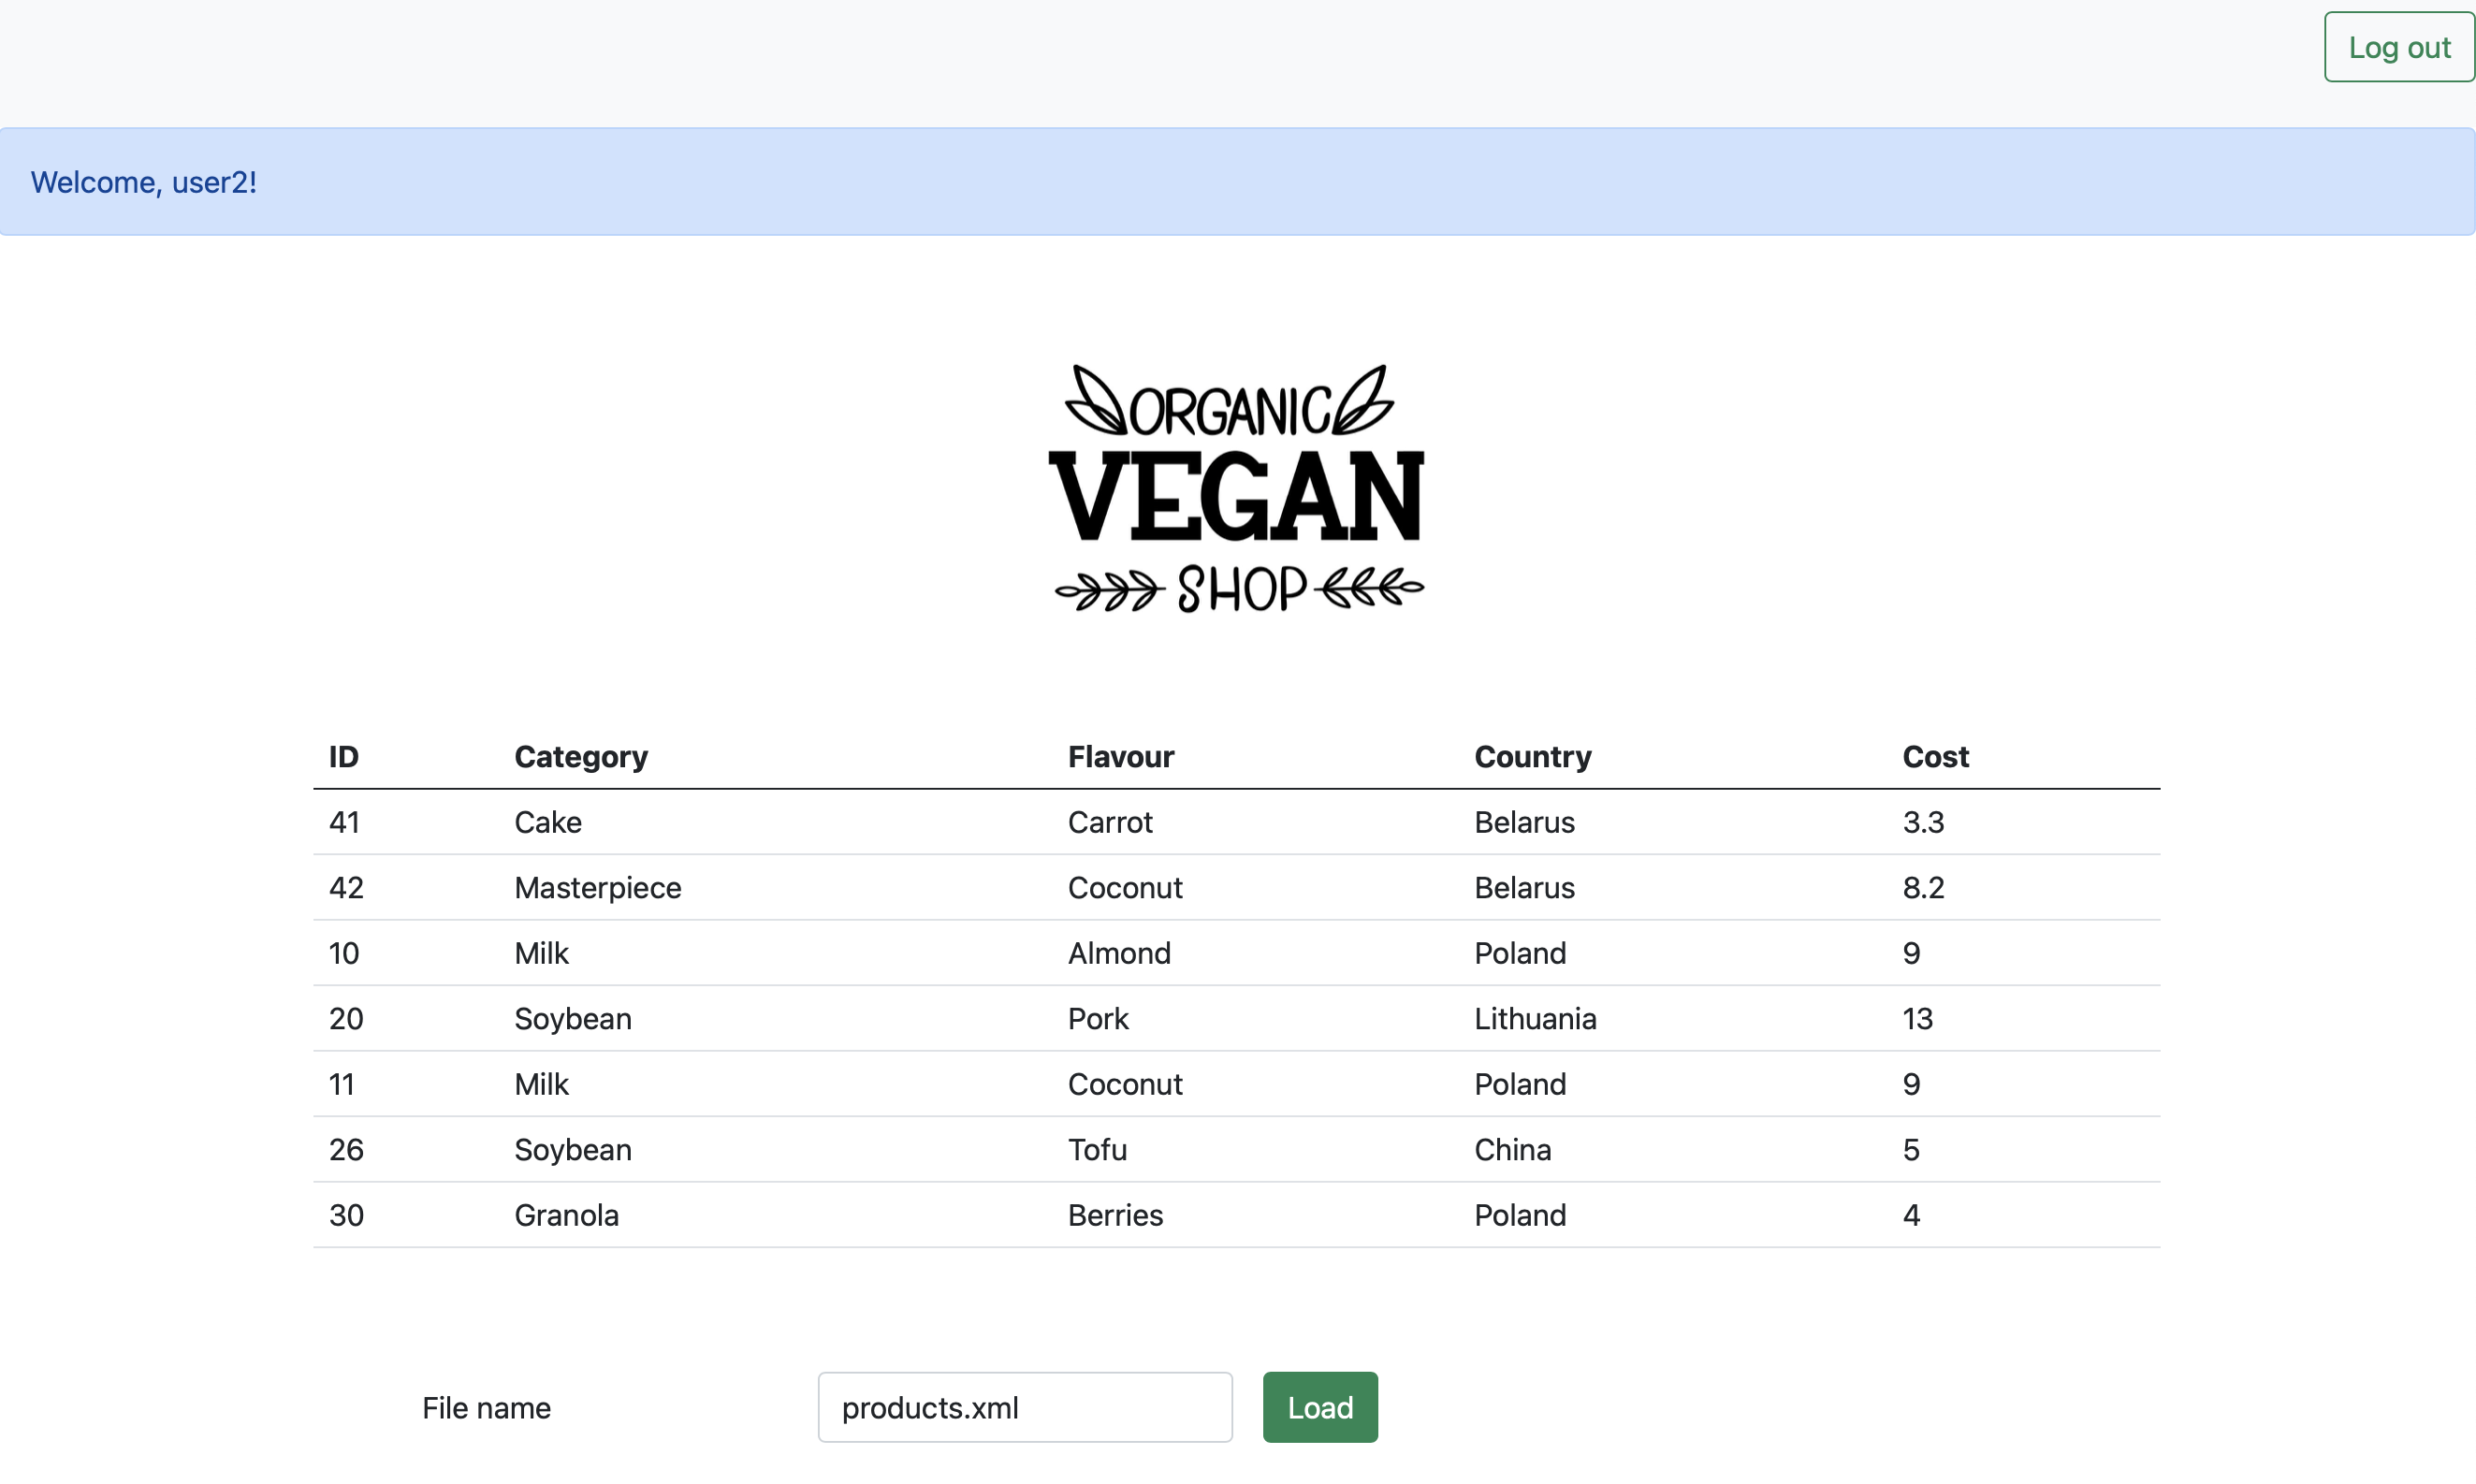 Log out
Welcome, user2!
ORGANIC
VEGAN
SHOP
ID Category Flavour Country Cost
41 Cake Carrot Belarus 3.3
42 Masterpiece Coconut Belarus 8.2
10 Milk Almond Poland 9
20 Soybean Pork Lithuania 13
11 Milk Coconut Poland 9
26 Soybean Tofu China 5
30 Granola Berries Poland 4
File name products.xml Load